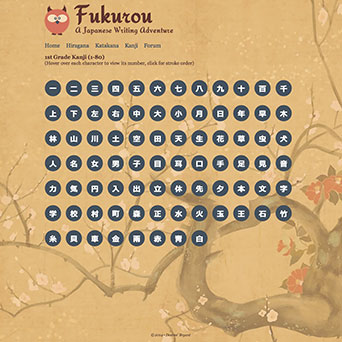 Fukurou
A Japanese Writing Adventure
Home Hiragana Katakana Kanji Forum
1st Grade Kanji (1-80)
(Hover over each character to view its number, click for stroke order)
一 二 三 四 五 六 七 八 九 十 百 千
上 下 左 右 中 大 小 月 日 年 早 木
林 山 川 土 空 田 天 生 花 草 虫 犬
人 名 女 男 子 目 耳 口 手 足 見 音
力 気 円 入 出 立 休 先 夕 本 文 字
学 校 村 町 森 正 水 火 玉 王 石 竹
糸 貝 車 金 雨 赤 青 白